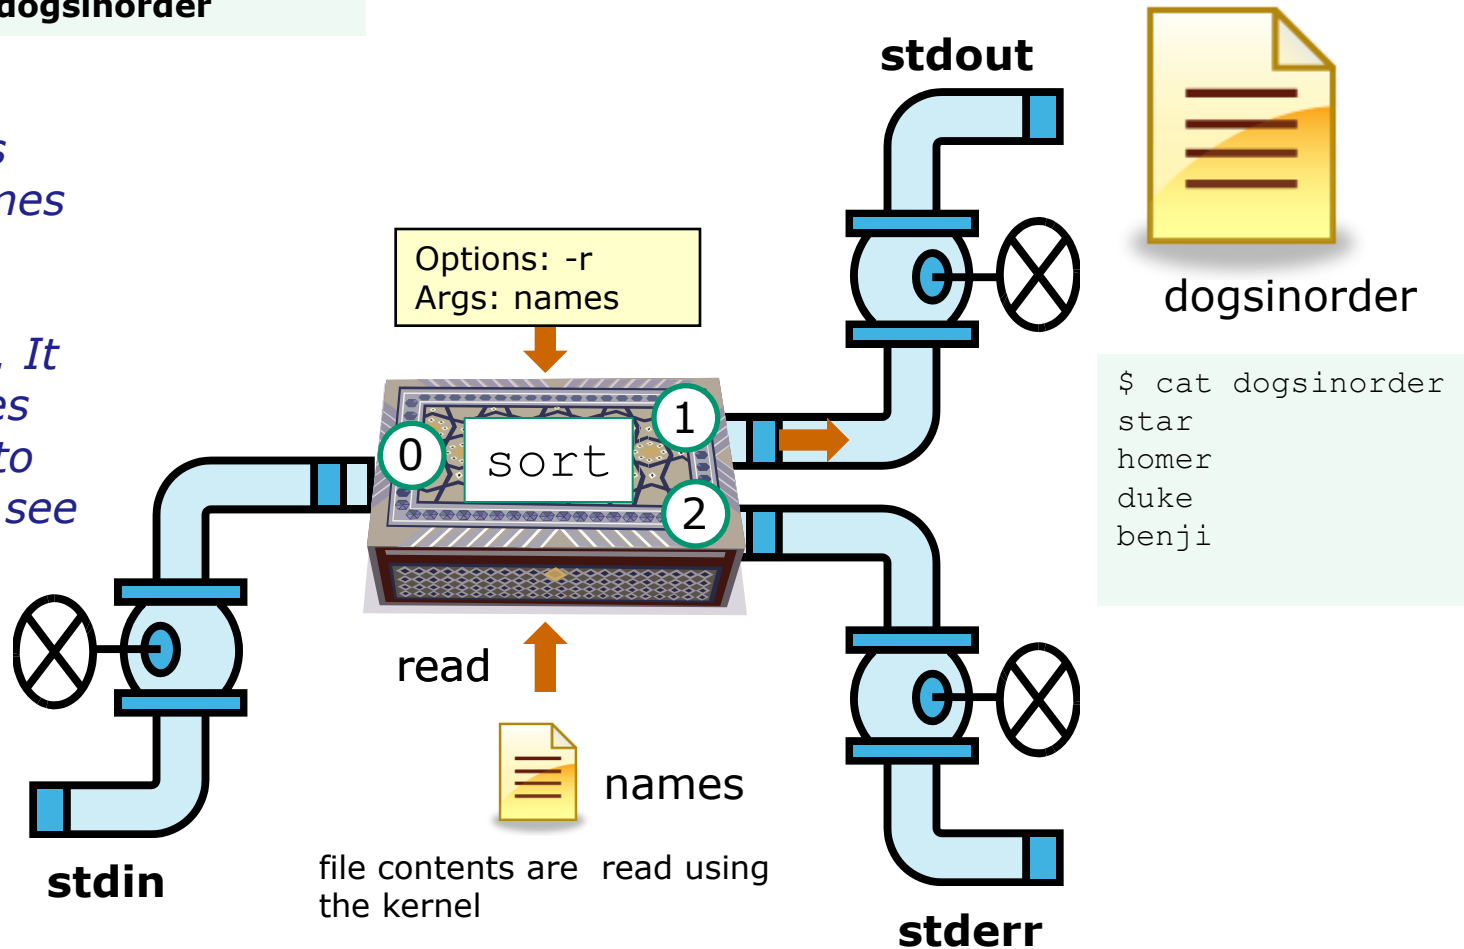 dogsinorder
stdout
s
nes
Options: -r
Args: names
dogsinorder
. It
es
to
see
$ cat dogsinorder
star
homer
duke
benji
0
sort
1
2
read
names
stdin
file contents are read using
the kernel
stderr